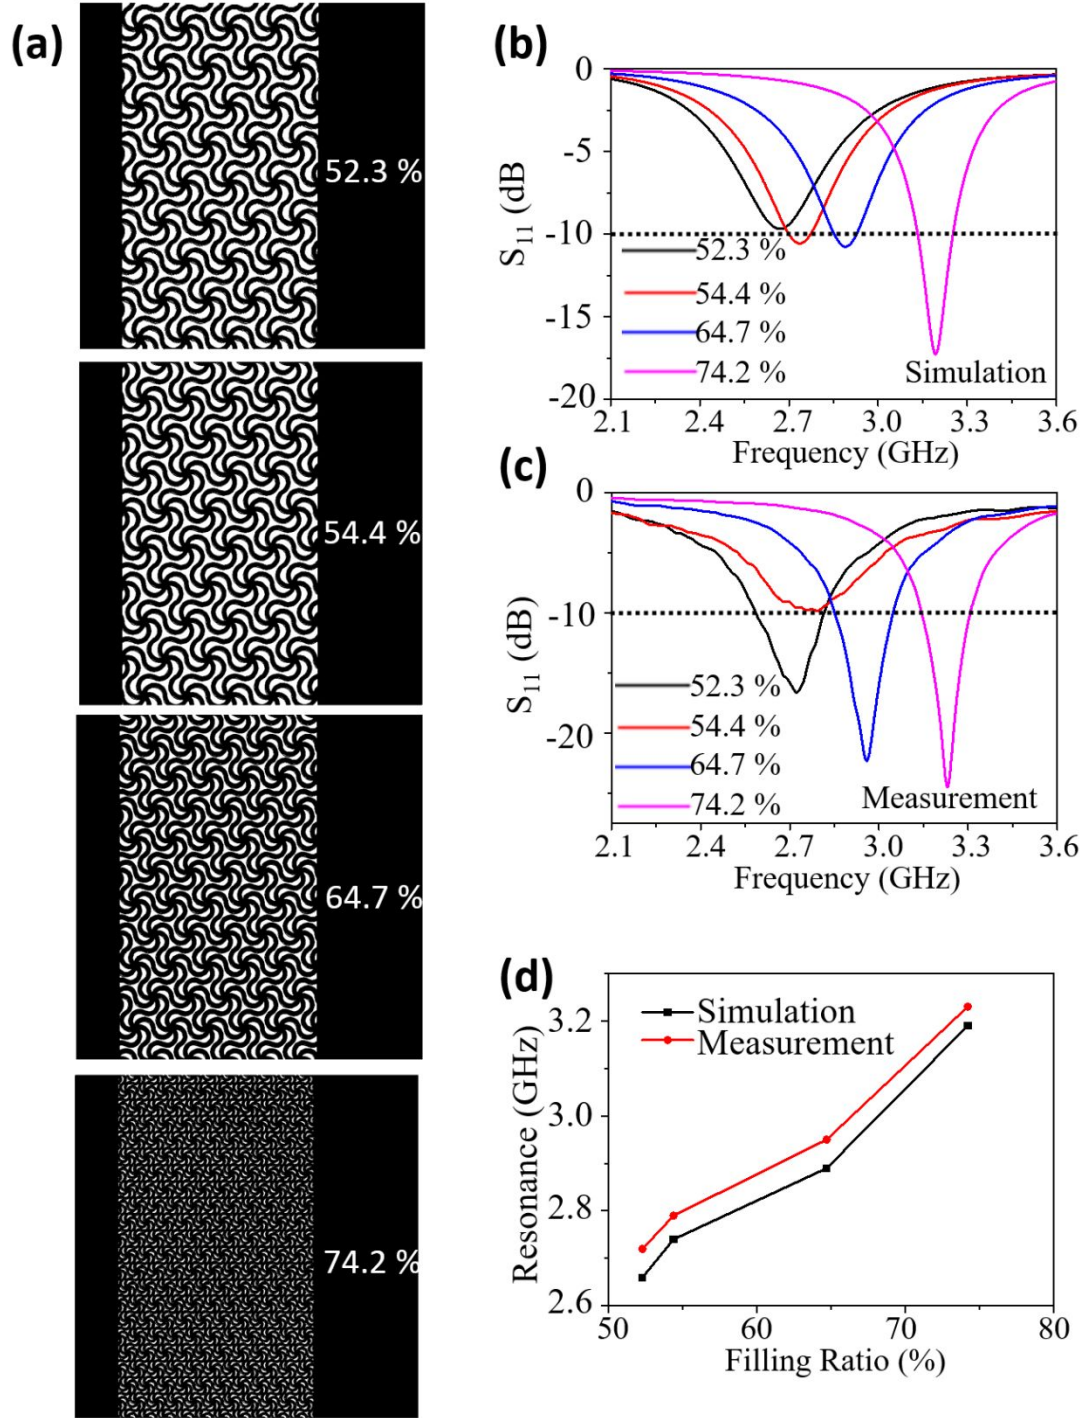 (a)
52.3 %
54.4 %
64.7 %
74.2 %
(b)
0
-5
-10
-15
-20
S11 (dB
52.3 %
54.4 %
64.7 %
74.2 %
Simulation
2.1 2.4 2.7 3.0 3.3 3.6
Frequency (GHz)
(c)
0
-10
-20
S11 (dB)
52.3 %
54.4 %
64.7 %
74.2 %
Measurement
2.1 2.4 2.7 3.0 3.3 3.6
Frequency (GHz)
(d)
Simulation
Measurement
3.2
3.0
2.8
2.6
Resonance (GHz)
50 60 70 80
Filling Ratio (%)